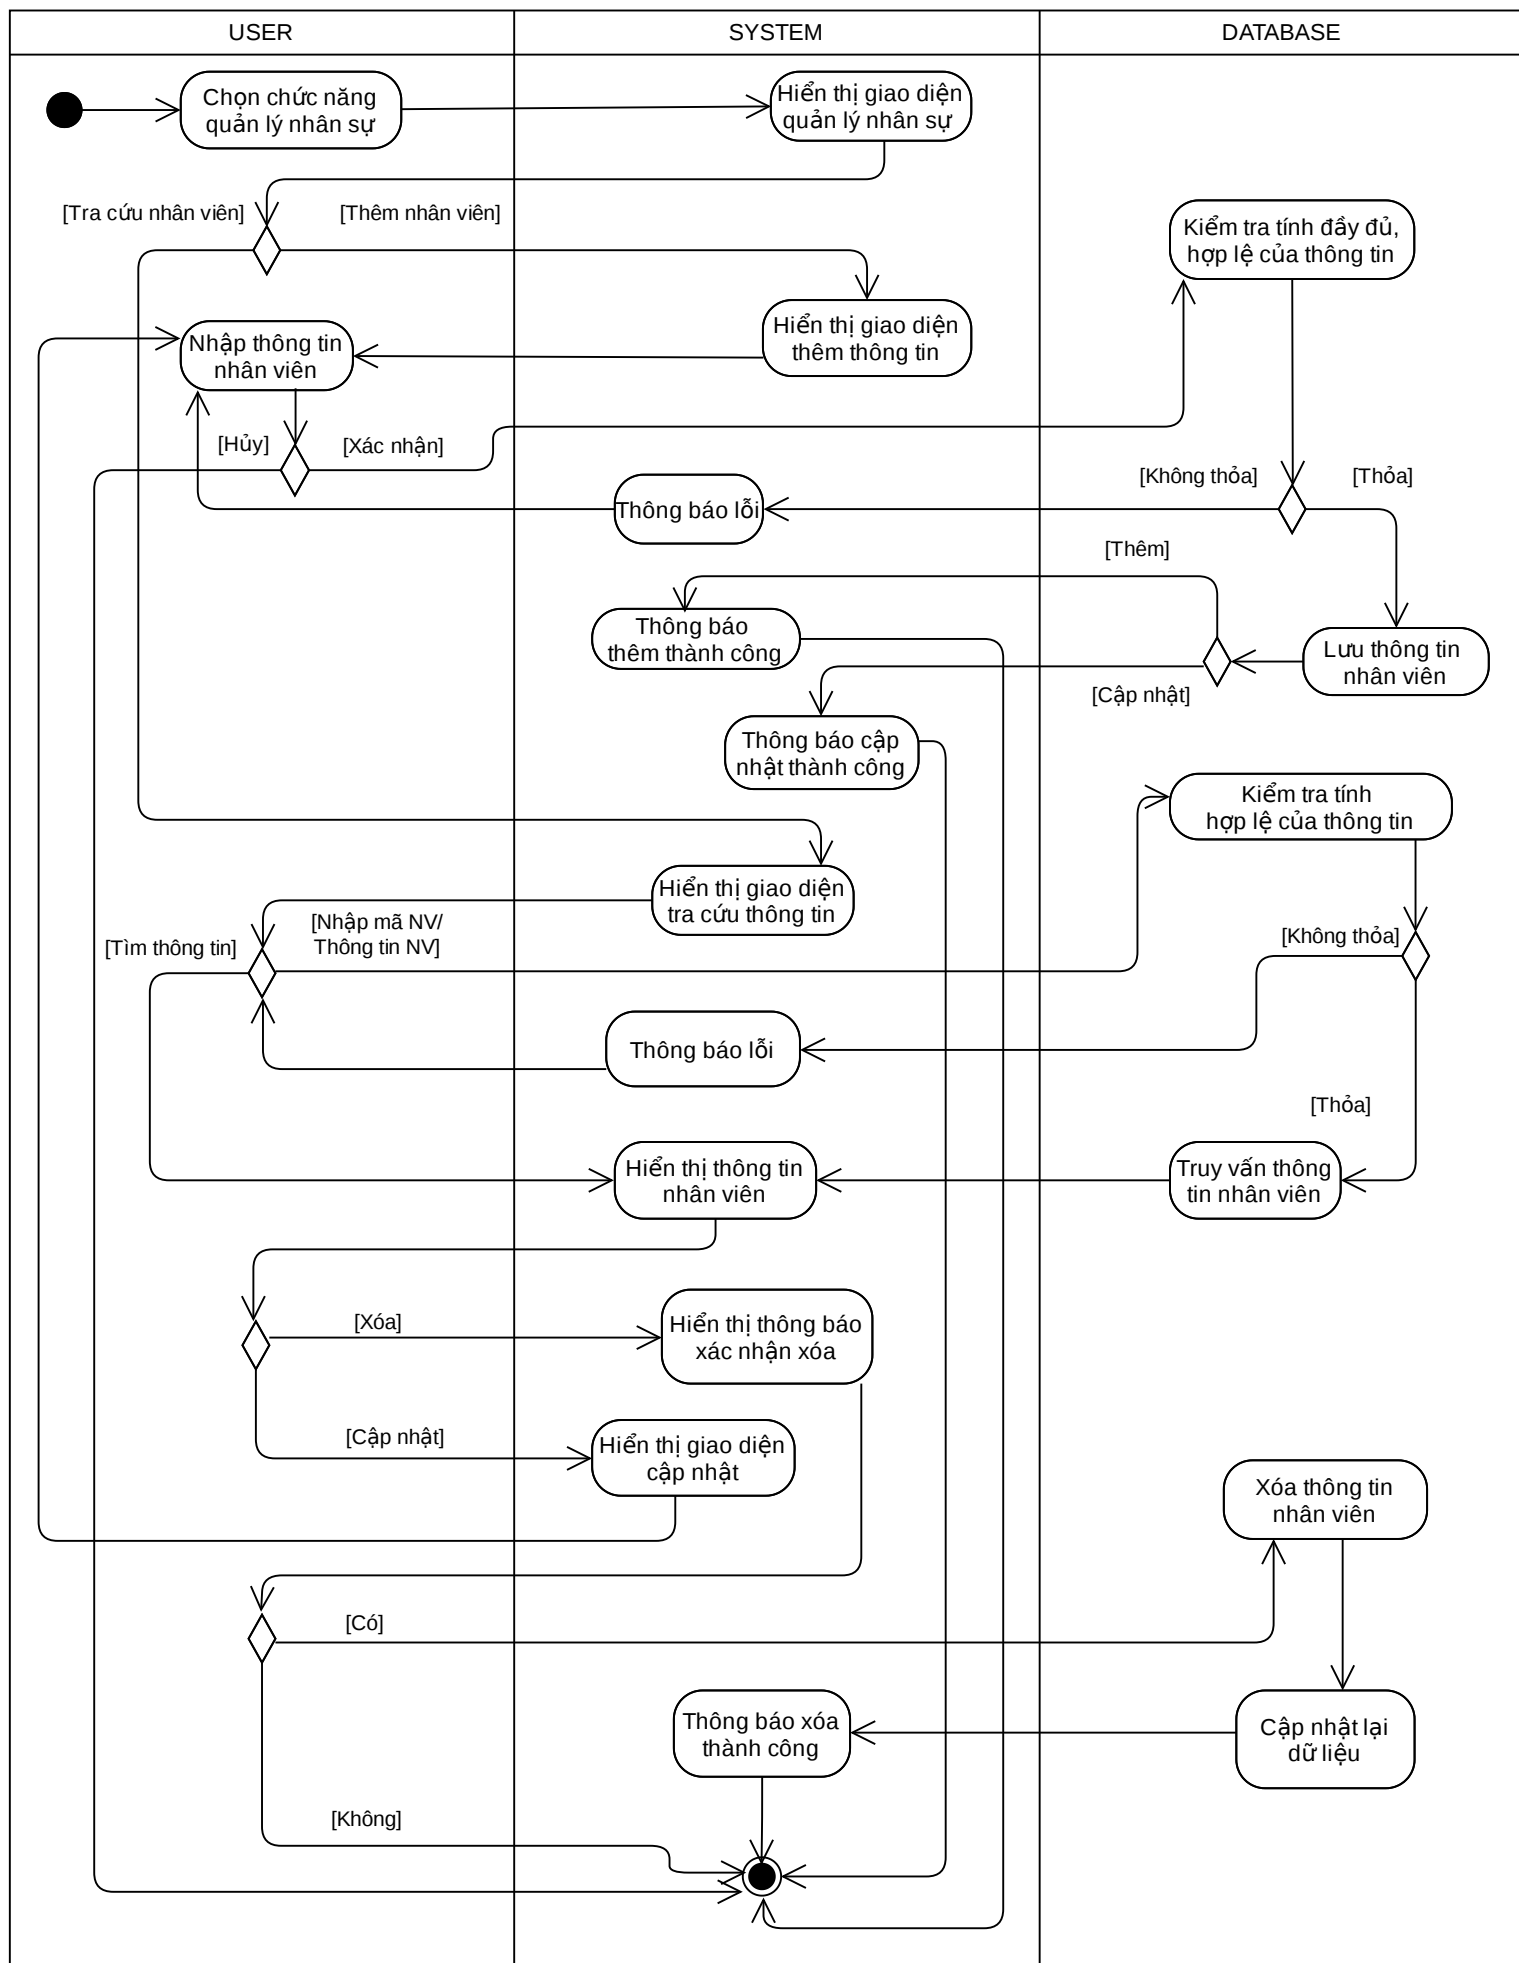 USER
SYSTEM
DATABASE
Chọn chức năng
quản lý nhân sự
Hiển thị giao diện
quản lý nhân sự
[Tra cứu nhân viên]
[Thêm nhân viên]
Kiểm tra tính đầy đủ,
hợp lệ của thông tin
Nhập thông tin
nhân viên
Hiển thị giao diện
thêm thông tin
[Hủy]
[Xác nhận]
Thông báo lỗi
[Không thỏa]
[Thỏa]
[Thêm]
Thông báo
thêm thành công
Lưu thông tin
nhân viên
[Cập nhật]
Thông báo cập
nhật thành công
Kiểm tra tính
hợp lệ của thông tin
Hiển thị giao diện
tra cứu thông tin
[Tìm thông tin]
[Nhập mã NV/
Thông tin NV]
[Không thỏa]
Thông báo lỗi
[Thỏa]
Hiển thị thông tin
nhân viên
Truy vấn thông
tin nhân viên
[Xóa]
Hiển thị thông báo
xác nhận xóa
[Cập nhật]
Hiển thị giao diện
cập nhật
Xóa thông tin
nhân viên
[Có]
Thông báo xóa
thành công
Cập nhật lại
dữ liệu
[Không]